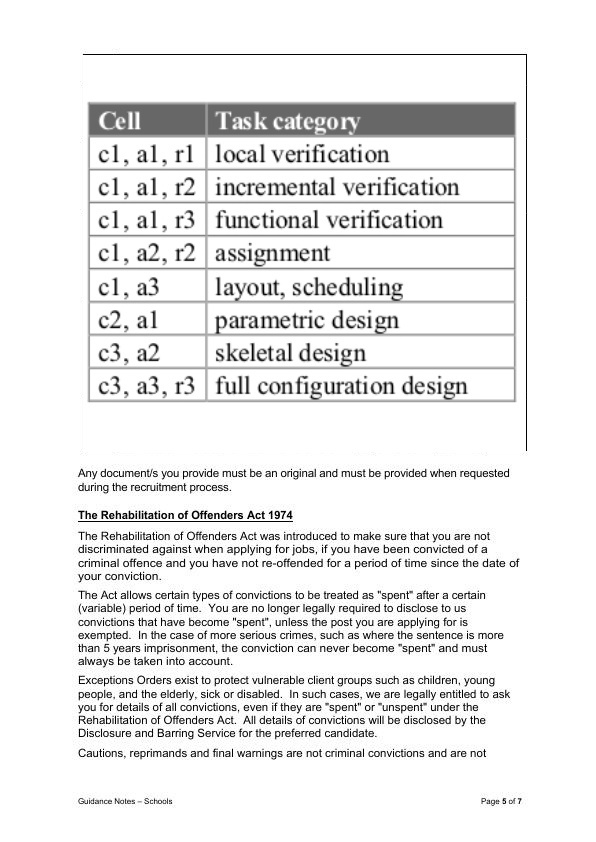 Cell Task category
c1, a1, r1 local verification
c1, a1, r2 incremental verification
c1, a1, r3 functional verification
c1, a2, r2 assignment
c1, a3 layout, scheduling
c2, a1 parametric design
c3, a2 skeletal design
c3, a3, r3 full configuration design
Any document/s you provide must be an original and must be provided when requested
during the recruitment process.
The Rehabilitation of Offenders Act 1974
The Rehabilitation of Offenders Act was introduced to make sure that you are not
discriminated against when applying for jobs, if you have been convicted of a
criminal offence and you have not re-offended for a period of time since the date of
your conviction.
The Act allows certain types of convictions to be treated as "spent" after a certain
(variable) period of time.  You are no longer legally required to disclose to us
convictions that have become "spent", unless the post you are applying for is
exempted.  In the case of more serious crimes, such as where the sentence is more
than 5 years imprisonment, the conviction can never become "spent" and must
always be taken into account.
Exceptions Orders exist to protect vulnerable client groups such as children, young
people, and the elderly, sick or disabled.  In such cases, we are legally entitled to ask
you for details of all convictions, even if they are "spent" or "unspent" under the
Rehabilitation of Offenders Act.  All details of convictions will be disclosed by the
Disclosure and Barring Service for the preferred candidate.
Cautions, reprimands and final warnings are not criminal convictions and are not
Guidance Notes – Schools Page 5 of 7